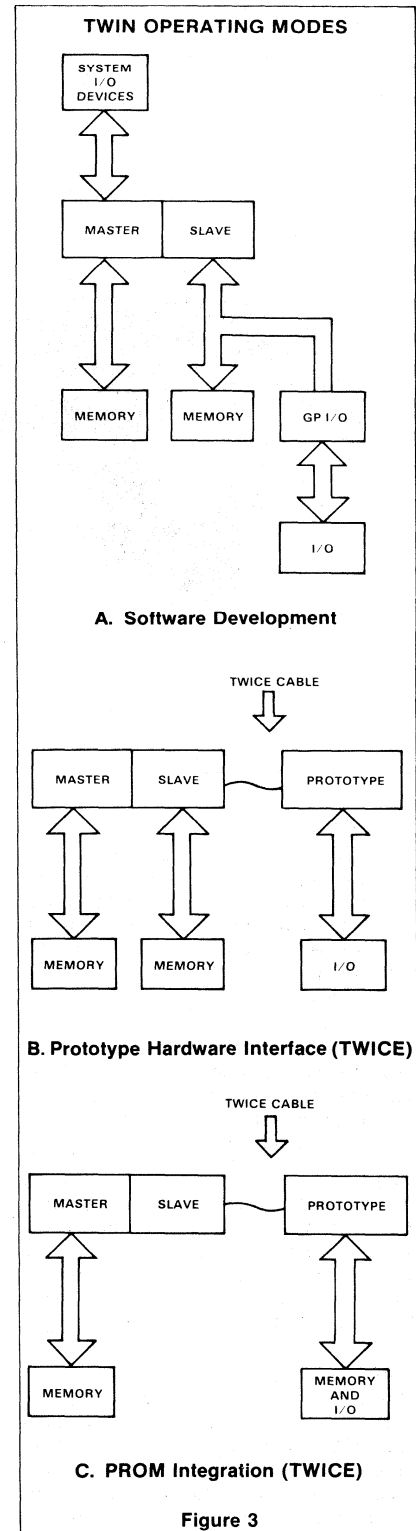 TWIN OPERATING MODES
SYSTEM
I/O
DEVICES
MASTER SLAVE
MEMORY MEMORY GP I/O
I/O
A. Software Development
TWICE CABLE
MASTER SLAVE PROTOTYPE
MEMORY MEMORY I/O
B. Prototype Hardware Interface (TWICE)
TWICE CABLE
MASTER SLAVE PROTOTYPE
MEMORY MEMORY
AND
I/O
C. PROM Integration (TWICE)
Figure 3